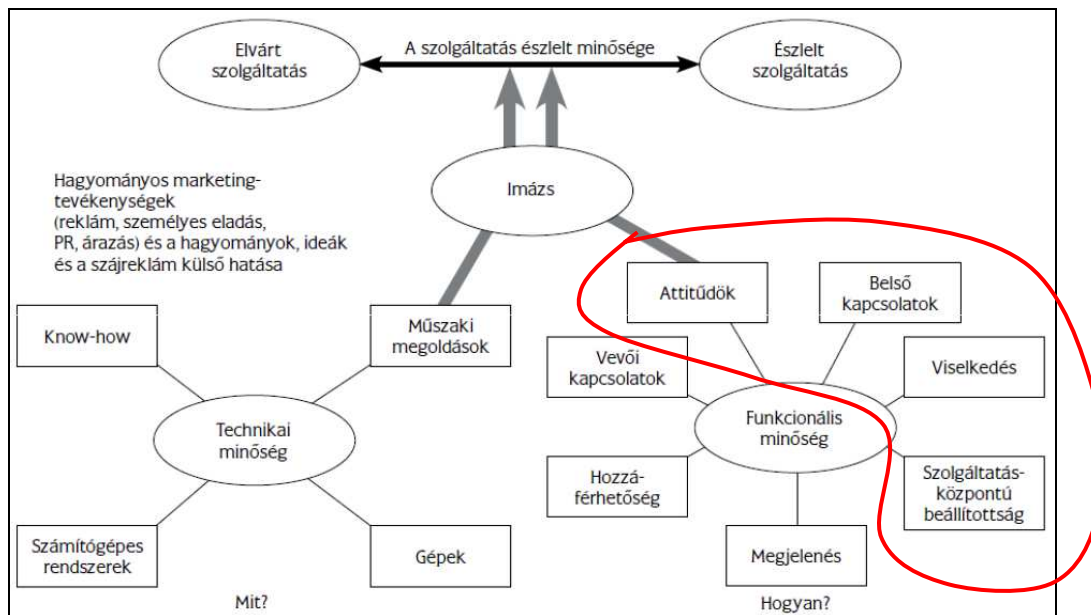 Elvárt
szolgáltatás
A szolgáltatás észlelt minősége
Észlelt
szolgáltatás
Imázs
Hagyományos marketing-
tevékenységek
(reklám, személyes eladás,
PR, árazás) és a hagyományok, ideák
és a szájreklám külső hatása
Know-how
Műszaki
megoldások
Technikai
minőség
Számítógépes
rendszerek
Gépek
Mit?
Attitűdök
Belső
kapcsolatok
Vevői
kapcsolatok
Viselkedés
Funkcionális
minőség
Hozzá-
férhetőség
Szolgáltatás-
központú
beállítottság
Megjelenés
Hogyan?